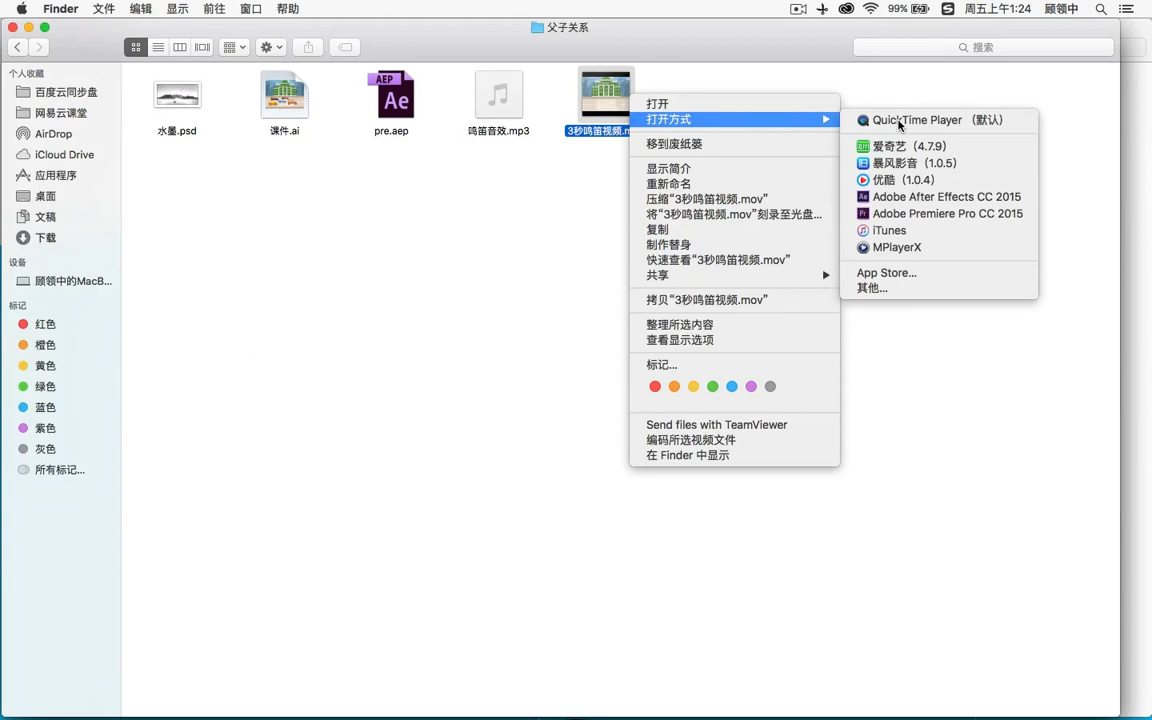 Finder 文件 编辑 显示 前往 窗口 帮助 99% 周五上午1:24 顾领中
父子关系
搜索
个人收藏
百度云同步盘
网易云课堂
AirDrop
iCloud Drive
应用程序
桌面
文稿
下载
设备
顾领中的MacB...
标记
红色
橙色
黄色
绿色
蓝色
紫色
灰色
所有标记...
水墨.psd
课件.ai
AEP
Ae
pre.aep
鸣笛音效.mp3
3秒鸣笛视频.m
打开
打开方式
移到废纸篓
显示简介
重新命名
压缩“3秒鸣笛视频.mov”
将“3秒鸣笛视频.mov”刻录至光盘...
复制
制作替身
快速查看“3秒鸣笛视频.mov”
共享
拷贝“3秒鸣笛视频.mov”
整理所选内容
查看显示选项
标记...
Send files with TeamViewer
编码所选视频文件
在 Finder 中显示
QuickTime Player （默认）
爱奇艺（4.7.9）
暴风影音（1.0.5）
优酷（1.0.4）
Adobe After Effects CC 2015
Adobe Premiere Pro CC 2015
iTunes
MPlayerX
App Store...
其他...